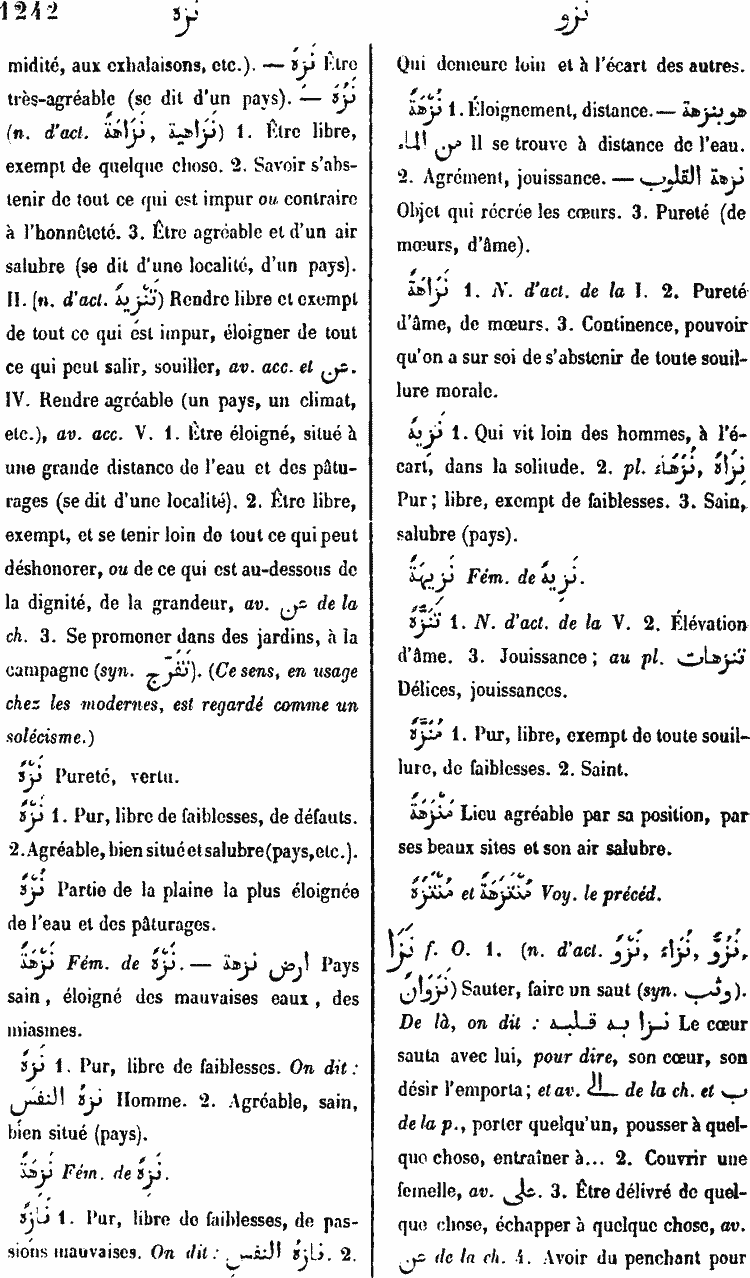 1242 نزه نزو
midité, aux exhalaisons, etc.). — نَزُهَ Être
très-agréable (se dit d'un pays). — نَزُهَ
(n. d'act. نَزَاهَةٌ, نَزَاهِيةٌ) 1. Être libre,
exempt de quelque chose. 2. Savoir s'abs-
tenir de tout ce qui est impur ou contraire
à l'honnêteté. 3. Être agréable et d'un air
salubre (se dit d'une localité, d'un pays).
II. (n. d'act. تَنْزِيهٌ) Rendre libre et exempt
de tout ce qui est impur, éloigner de tout
ce qui peut salir, souiller, av. acc. et عن.
IV. Rendre agréable (un pays, un climat,
etc.), av. acc. V. 1. Être éloigné, situé à
une grande distance de l'eau et des pâtu-
rages (se dit d'une localité). 2. Être libre,
exempt, et se tenir loin de tout ce qui peut
déshonorer, ou de ce qui est au-dessous de
la dignité, de la grandeur, av. عن de la
ch. 3. Se promener dans des jardins, à la
campagne (syn. تفرّج). (Ce sens, en usage
chez les modernes, est regardé comme un
solécisme.)
نُزْهٌ Pureté, vertu.
نَزْهٌ 1. Pur, libre de faiblesses, de défauts.
2. Agréable, bien situé et salubre (pays, etc.).
نُزَهٌ Partie de la plaine la plus éloignée
de l'eau et des pâturages.
نَزْهَةٌ Fém. de نَزْهٌ. — ارض نزهة Pays
sain, éloigné des mauvaises eaux, des
miasmes.
نَزِهٌ 1. Pur, libre de faiblesses. On dit :
نزهُ النفس Homme. 2. Agréable, sain,
bien situé (pays).
نَزِهَةٌ Fém. de نَزِهٌ.
نَازِهٌ 1. Pur, libre de faiblesses, de pas-
sions mauvaises. On dit : نازهُ النفس. 2.
Qui demeure loin et à l'écart des autres.
نُزْهَةٌ 1. Éloignement, distance. — هو بنزهة
من الماء Il se trouve à distance de l'eau.
2. Agrément, jouissance. — نزهة القلوب
Objet qui récrée les cœurs. 3. Pureté (de
mœurs, d'âme).
نَزَاهَةٌ 1. N. d'act. de la I. 2. Pureté
d'âme, de mœurs. 3. Continence, pouvoir
qu'on a sur soi de s'abstenir de toute souil-
lure morale.
نَزِيهٌ 1. Qui vit loin des hommes, à l'é-
cart, dans la solitude. 2. pl. نُزَهَاءُ, نِزَاهٌ
Pur ; libre, exempt de faiblesses. 3. Sain,
salubre (pays).
نَزِيهَةٌ Fém. de نَزِيهٌ.
تَنَزُّهٌ 1. N. d'act. de la V. 2. Élévation
d'âme. 3. Jouissance ; au pl. تنزهات
Délices, jouissances.
مُنَزَّهٌ 1. Pur, libre, exempt de toute souil-
lure, de faiblesses. 2. Saint.
مَنْزَهَةٌ Lieu agréable par sa position, par
ses beaux sites et son air salubre.
مُنْتَزَهٌ et مُنْتَزَهَةٌ Voy. le précéd.
نَزَا f. O. 1. (n. d'act. نَزْوٌ, نُزَاء, نُزُوٌّ,
نَزَوَانٌ) Sauter, faire un saut (syn. وثب).
De là, on dit : نزا به قلبه Le cœur
sauta avec lui, pour dire, son cœur, son
désir l'emporta ; et av. الى de la ch. et ب
de la p., porter quelqu'un, pousser à quel-
que chose, entraîner à... 2. Couvrir une
femelle, av. على. 3. Être délivré de quel-
que chose, échapper à quelque chose, av.
عن de la ch. 4. Avoir du penchant pour